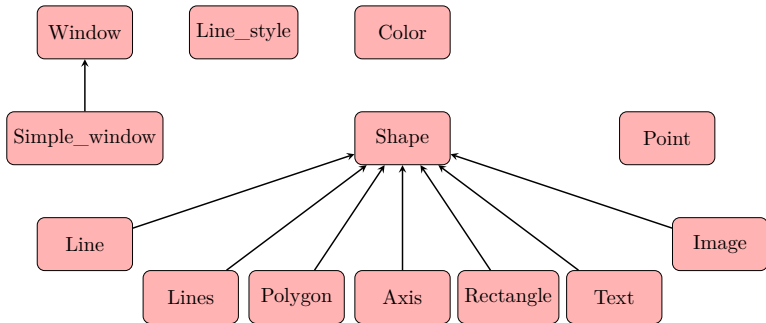 Window
Line_style
Color
Simple_window
Shape
Point
Line
Image
Lines
Polygon
Axis
Rectangle
Text